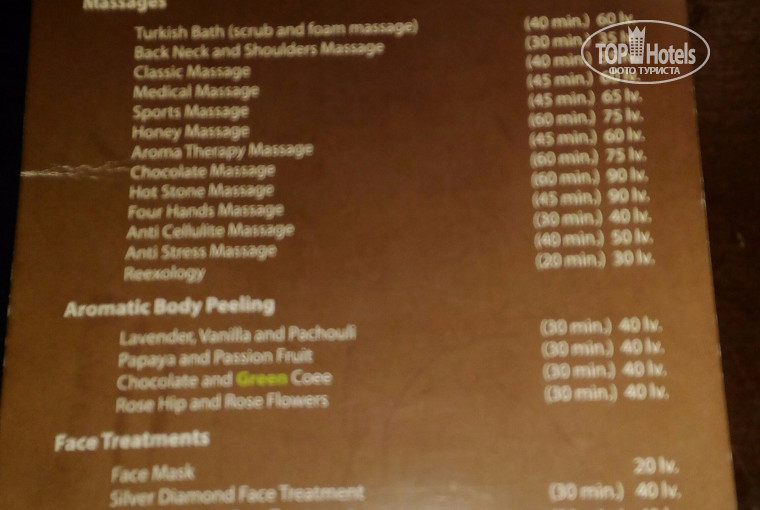 Massages
Turkish Bath (scrub and foam massage) (40 min.) 60 lv.
Back Neck and Shoulders Massage (30 min.) 35 lv.
Classic Massage (40 min.)
Medical Massage (45 min.) lv.
Sports Massage (45 min.) 65 lv.
Honey Massage (60 min.) 75 lv.
Aroma Therapy Massage (45 min.) 60 lv.
Chocolate Massage (60 min.) 75 lv.
Hot Stone Massage (60 min.) 90 lv.
Four Hands Massage (45 min.) 90 lv.
Anti Cellulite Massage (30 min.) 40 lv.
Anti Stress Massage (40 min.) 50 lv.
Reexology (20 min.) 30 lv.
Aromatic Body Peeling
Lavender, Vanilla and Pachouli (30 min.) 40 lv.
Papaya and Passion Fruit (30 min.) 40 lv.
Chocolate and Green Coee (30 min.) 40 lv.
Rose Hip and Rose Flowers (30 min.) 40 lv.
Face Treatments
Face Mask 20 lv.
Silver Diamond Face Treatment (30 min.) 40 lv.
TOP Hotels
ФОТО ТУРИСТА